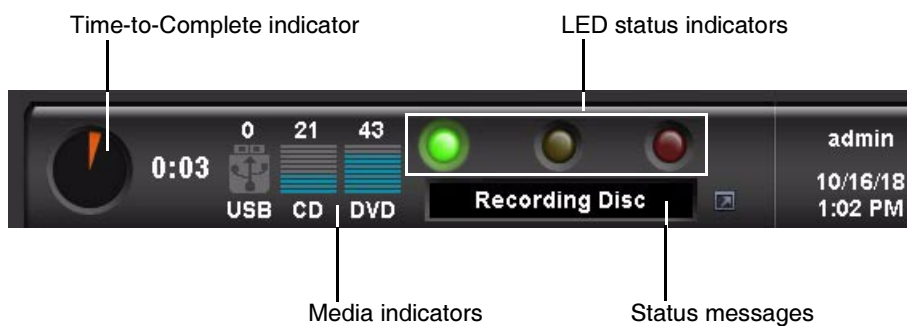 Time-to-Complete indicator
LED status indicators
0:03
0
21
43
USB
CD
DVD
Recording Disc
admin
10/16/18
1:02 PM
Media indicators
Status messages